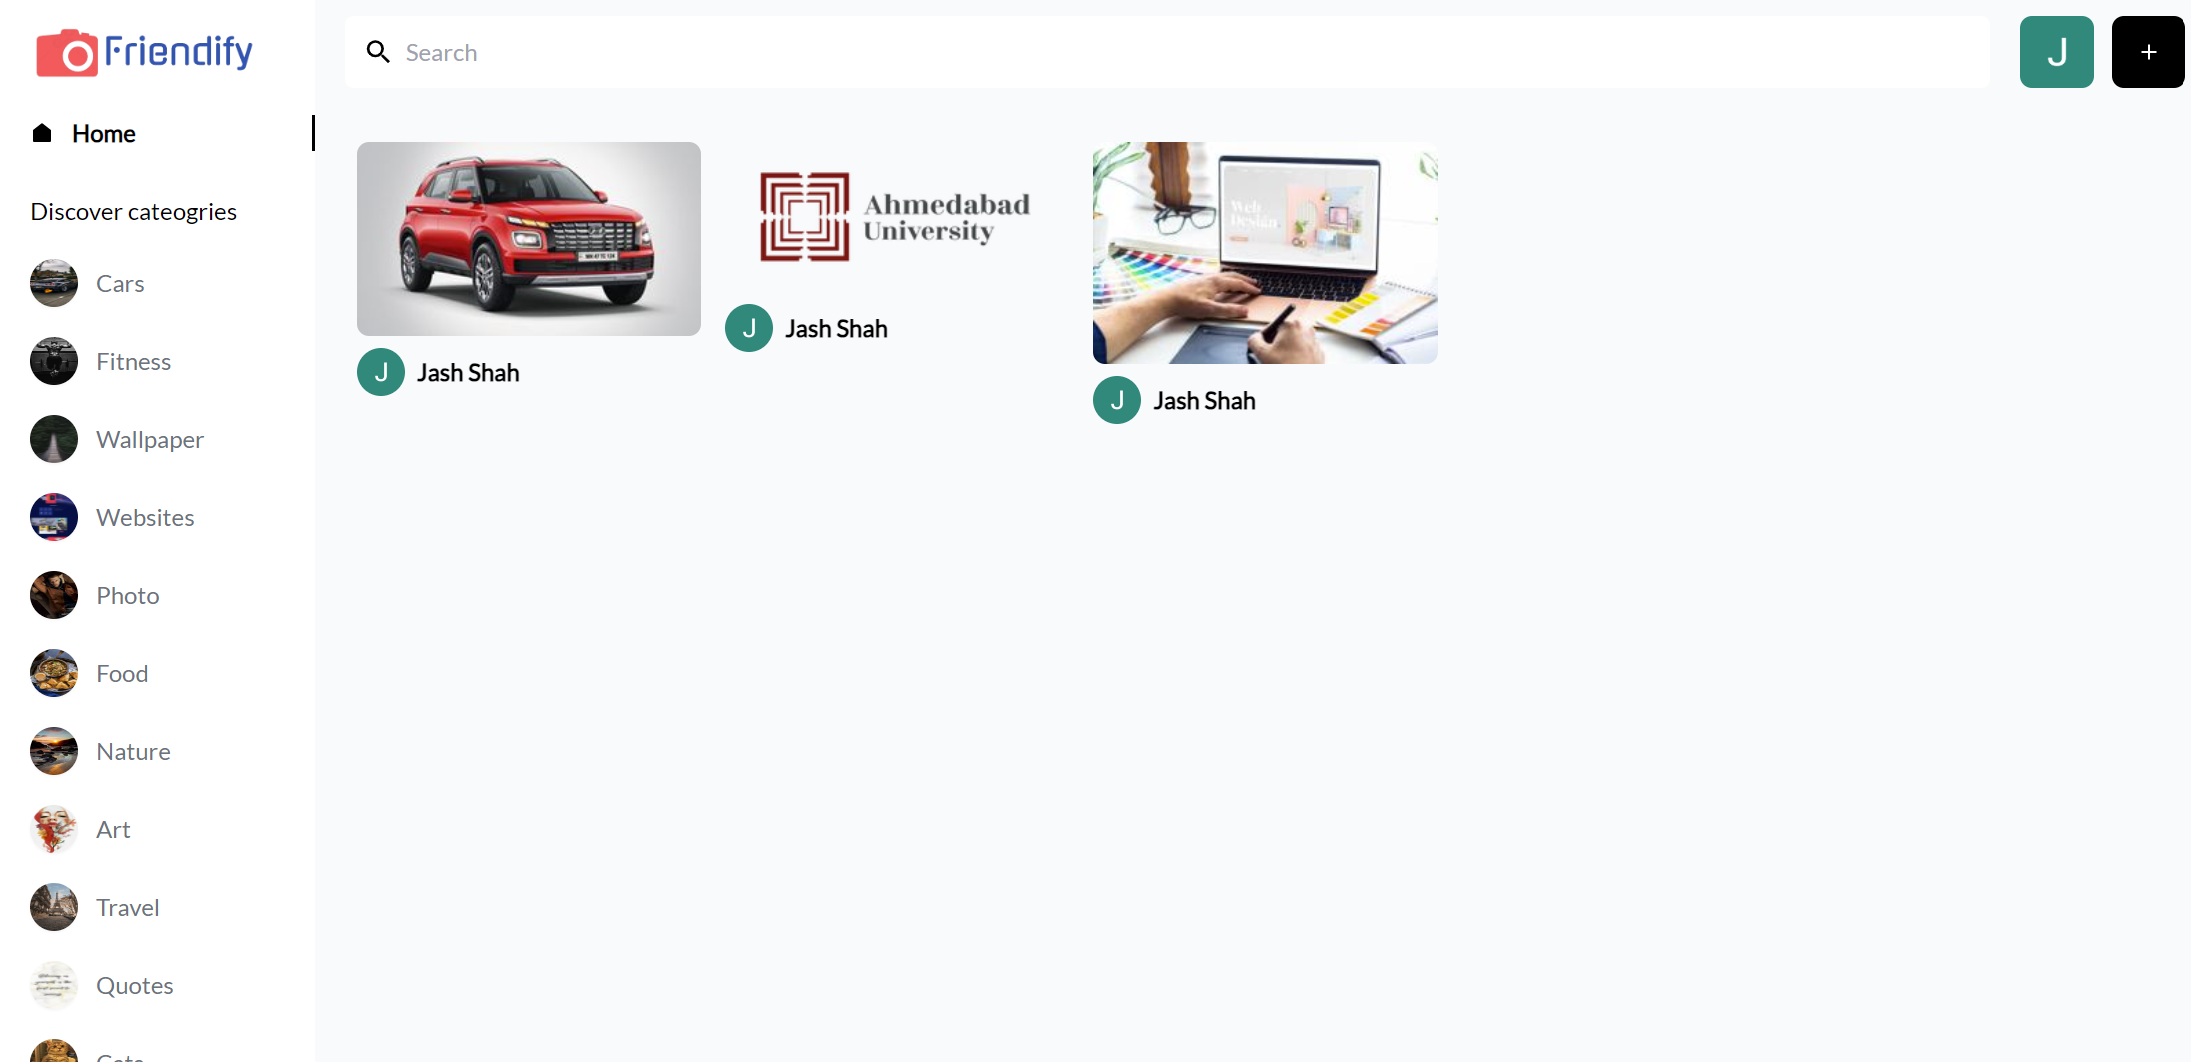 Friendify
Search
J
+
Home
Discover cateogries
Cars
Fitness
Wallpaper
Websites
Photo
Food
Nature
Art
Travel
Quotes
Cats
J Jash Shah
Ahmedabad
University
J Jash Shah
Web
Design
J Jash Shah